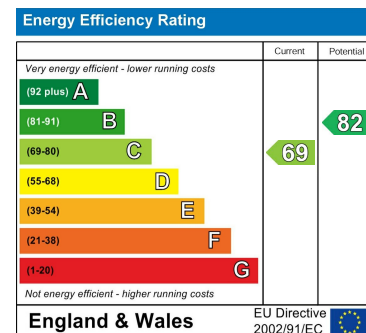 Energy Efficiency Rating
Current Potential
Very energy efficient - lower running costs
(92 plus) A
(81-91) B
82
(69-80) C
69
(55-68) D
(39-54) E
(21-38) F
(1-20) G
Not energy efficient - higher running costs
England & Wales
EU Directive
2002/91/EC